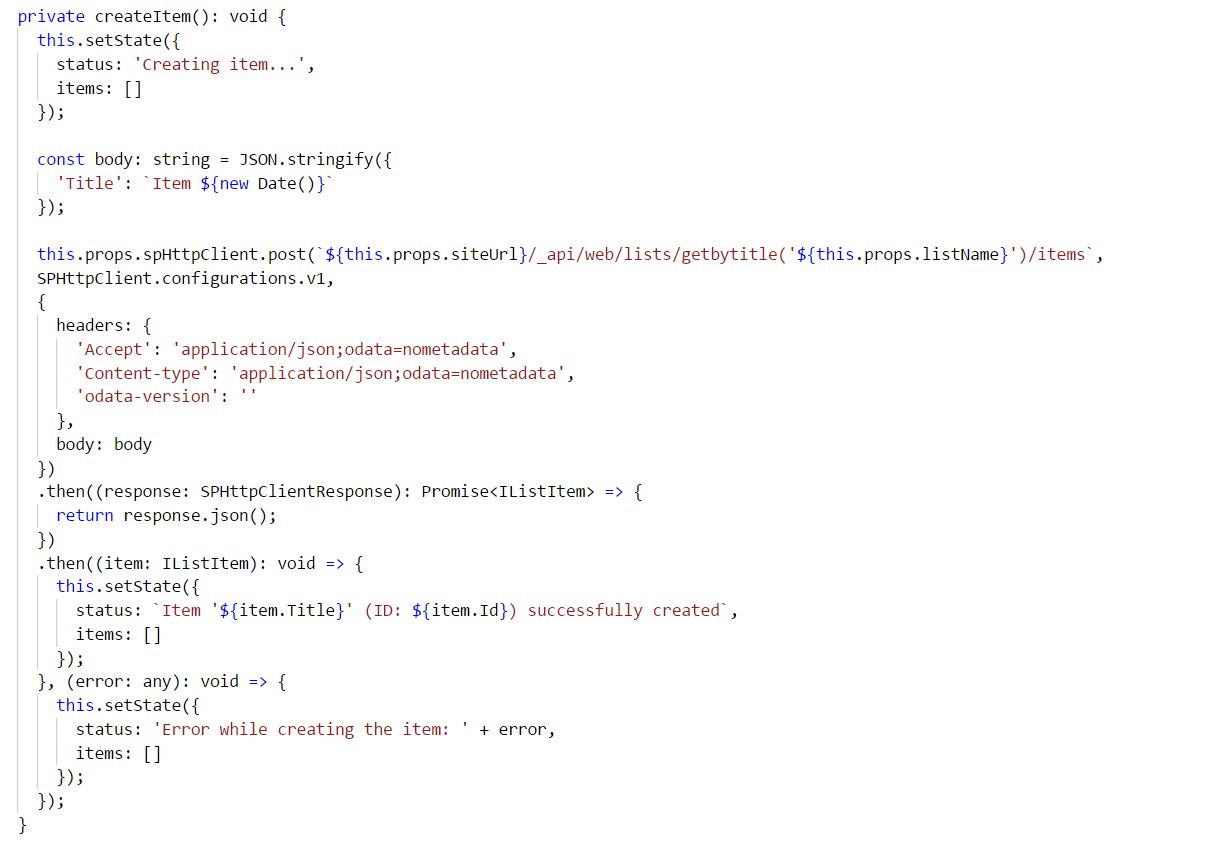 private createItem(): void {
  this.setState({
    status: 'Creating item...',
    items: []
  });

  const body: string = JSON.stringify({
    'Title': `Item ${new Date()}`
  });

  this.props.spHttpClient.post(`${this.props.siteUrl}/_api/web/lists/getbytitle('${this.props.listName}')/items`,
  SPHttpClient.configurations.v1,
  {
    headers: {
      'Accept': 'application/json;odata=nometadata',
      'Content-type': 'application/json;odata=nometadata',
      'odata-version': ''
    },
    body: body
  })
  .then((response: SPHttpClientResponse): Promise<IListItem> => {
    return response.json();
  })
  .then((item: IListItem): void => {
    this.setState({
      status: `Item '${item.Title}' (ID: ${item.Id}) successfully created`,
      items: []
    });
  }, (error: any): void => {
    this.setState({
      status: 'Error while creating the item: ' + error,
      items: []
    });
  });
}